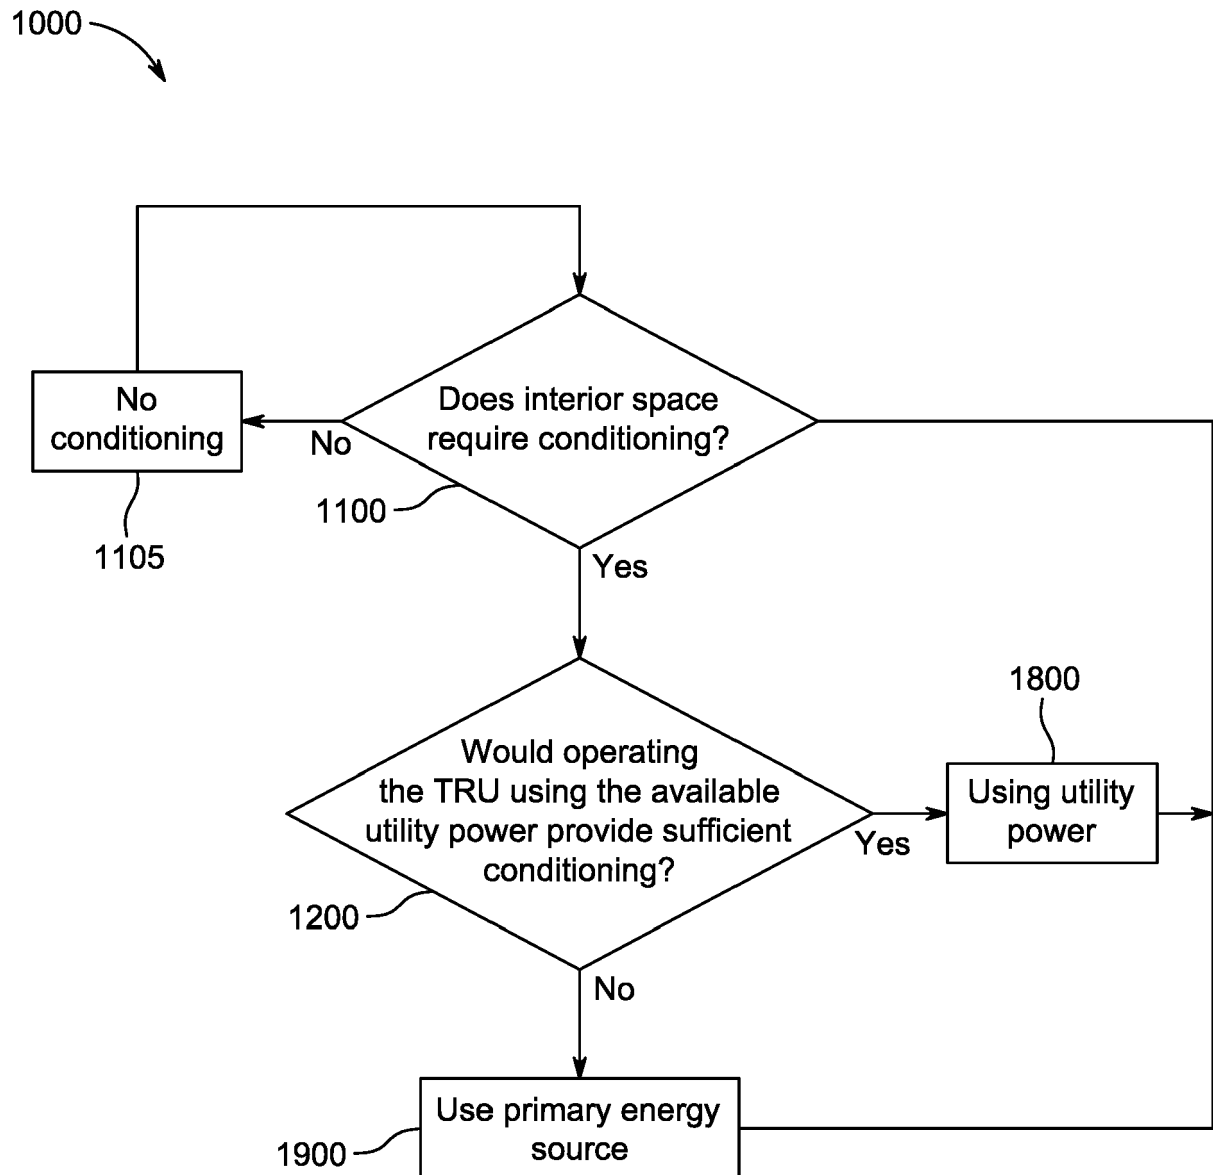 1000
No
conditioning
1105
Does interior space
require conditioning?
No
1100
Yes
Would operating
the TRU using the available
utility power provide sufficient
conditioning?
1200
Yes
1800
Using utility
power
No
Use primary energy
source
1900